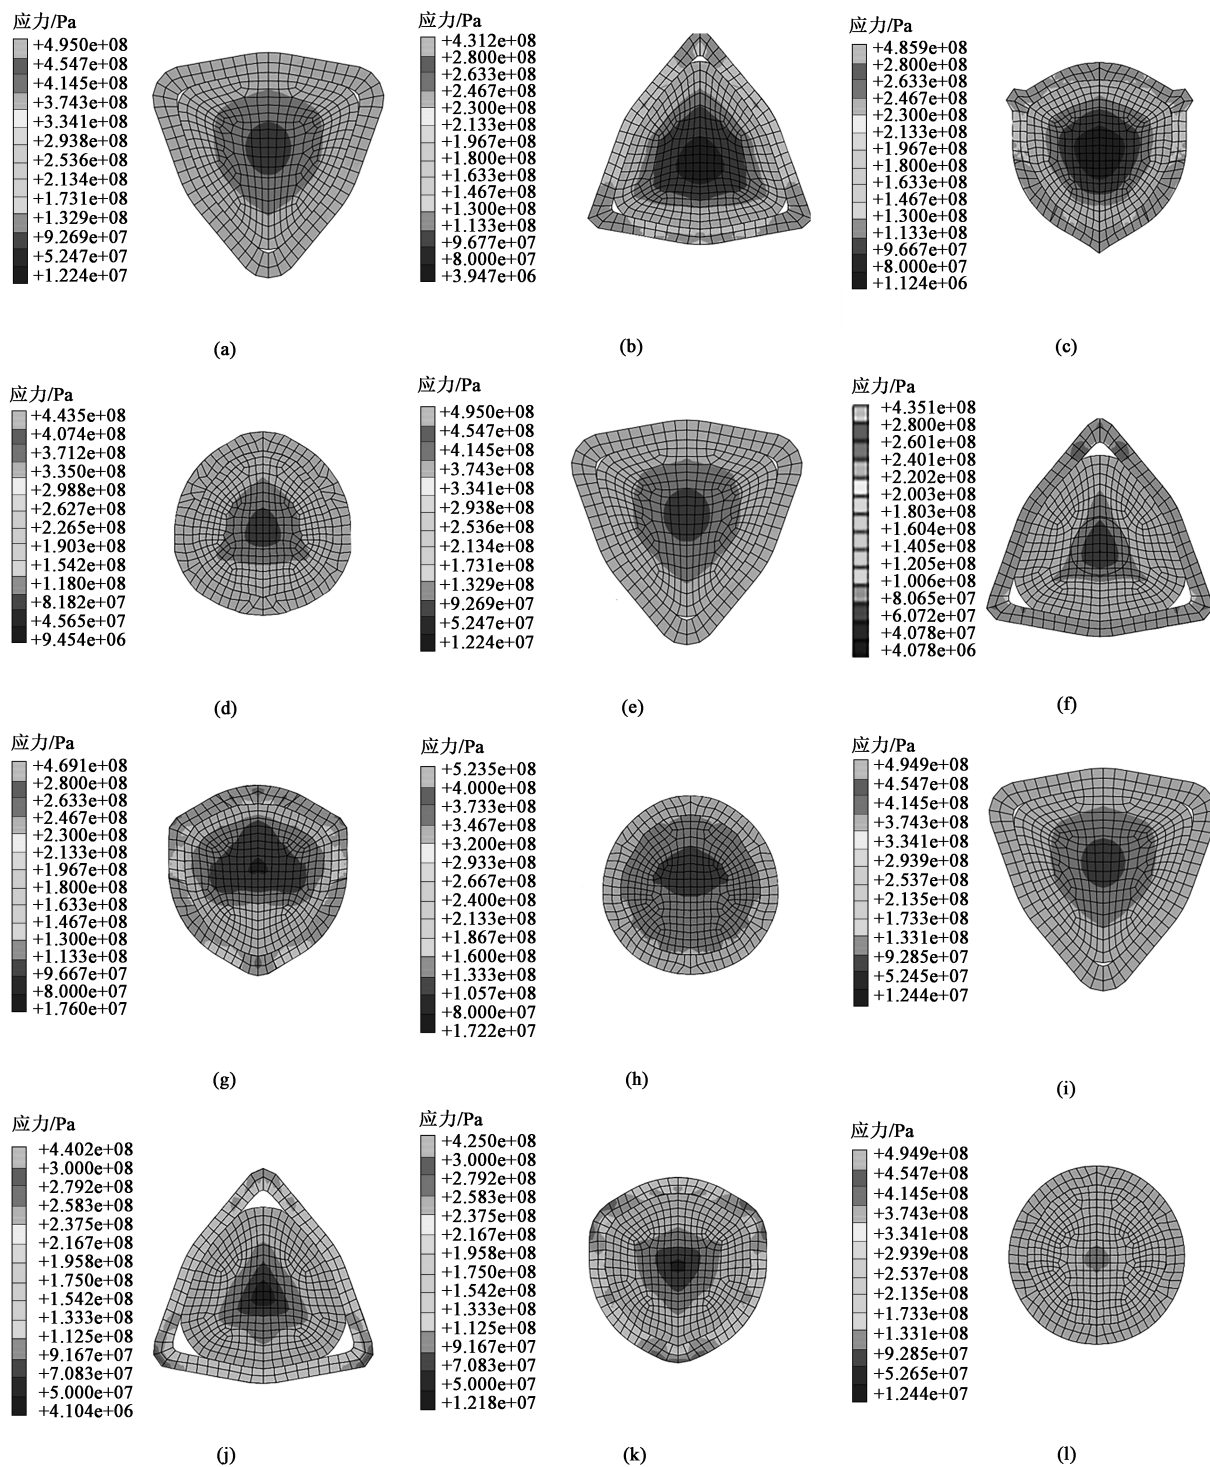 应力/Pa
+4.950e+08
+4.547e+08
+4.145e+08
+3.743e+08
+3.341e+08
+2.938e+08
+2.536e+08
+2.134e+08
+1.731e+08
+1.329e+08
+9.269e+07
+5.247e+07
+1.224e+07
(a)
应力/Pa
+4.312e+08
+2.800e+08
+2.633e+08
+2.467e+08
+2.300e+08
+2.133e+08
+1.967e+08
+1.800e+08
+1.633e+08
+1.467e+08
+1.300e+08
+1.133e+08
+9.677e+07
+8.000e+07
+3.947e+06
(b)
应力/Pa
+4.859e+08
+2.800e+08
+2.633e+08
+2.467e+08
+2.300e+08
+2.133e+08
+1.967e+08
+1.800e+08
+1.633e+08
+1.467e+08
+1.300e+08
+1.133e+08
+9.667e+07
+8.000e+07
+1.124e+06
(c)
应力/Pa
+4.435e+08
+4.074e+08
+3.712e+08
+3.350e+08
+2.988e+08
+2.627e+08
+2.265e+08
+1.903e+08
+1.542e+08
+1.180e+08
+8.182e+07
+4.565e+07
+9.454e+06
(d)
应力/Pa
+4.950e+08
+4.547e+08
+4.145e+08
+3.743e+08
+3.341e+08
+2.938e+08
+2.536e+08
+2.134e+08
+1.731e+08
+1.329e+08
+9.269e+07
+5.247e+07
+1.224e+07
(e)
应力/Pa
+4.351e+08
+2.800e+08
+2.601e+08
+2.401e+08
+2.202e+08
+2.003e+08
+1.803e+08
+1.604e+08
+1.405e+08
+1.205e+08
+1.006e+08
+8.065e+07
+6.072e+07
+4.078e+07
+4.078e+06
(f)
应力/Pa
+4.691e+08
+2.800e+08
+2.633e+08
+2.467e+08
+2.300e+08
+2.133e+08
+1.967e+08
+1.800e+08
+1.633e+08
+1.467e+08
+1.300e+08
+1.133e+08
+9.667e+07
+8.000e+07
+1.760e+07
(g)
应力/Pa
+5.235e+08
+4.000e+08
+3.733e+08
+3.467e+08
+3.200e+08
+2.933e+08
+2.667e+08
+2.400e+08
+2.133e+08
+1.867e+08
+1.600e+08
+1.333e+08
+1.057e+08
+8.000e+07
+1.722e+07
(h)
应力/Pa
+4.949e+08
+4.547e+08
+4.145e+08
+3.743e+08
+3.341e+08
+2.939e+08
+2.537e+08
+2.135e+08
+1.733e+08
+1.331e+08
+9.285e+07
+5.245e+07
+1.244e+07
(i)
应力/Pa
+4.402e+08
+3.000e+08
+2.792e+08
+2.583e+08
+2.375e+08
+2.167e+08
+1.958e+08
+1.750e+08
+1.542e+08
+1.333e+08
+1.125e+08
+9.167e+07
+7.083e+07
+5.000e+07
+4.104e+06
(j)
应力/Pa
+4.250e+08
+3.000e+08
+2.792e+08
+2.583e+08
+2.375e+08
+2.167e+08
+1.958e+08
+1.750e+08
+1.542e+08
+1.333e+08
+1.125e+08
+9.167e+07
+7.083e+07
+5.000e+07
+1.218e+07
(k)
应力/Pa
+4.949e+08
+4.547e+08
+4.145e+08
+3.743e+08
+3.341e+08
+2.939e+08
+2.537e+08
+2.135e+08
+1.733e+08
+1.331e+08
+9.285e+07
+5.265e+07
+1.244e+07
(l)